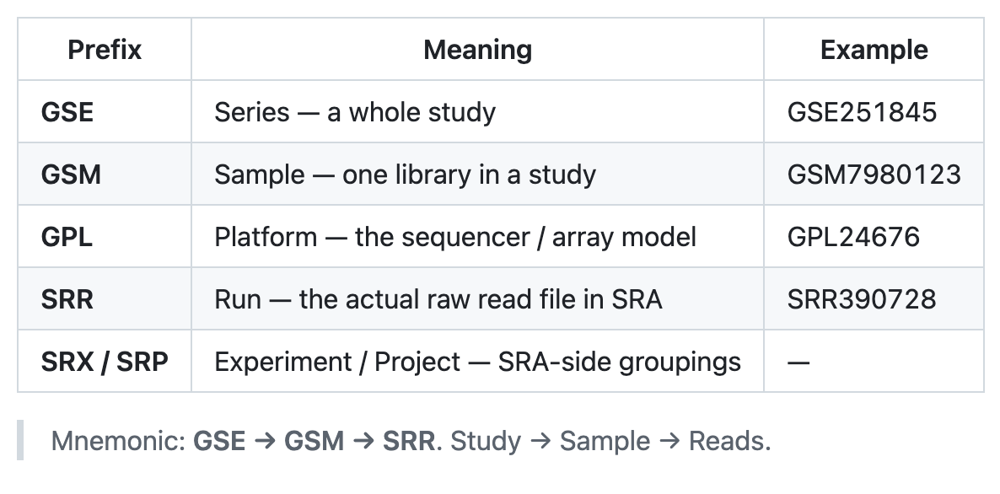 Prefix Meaning Example
GSE Series — a whole study GSE251845
GSM Sample — one library in a study GSM7980123
GPL Platform — the sequencer / array model GPL24676
SRR Run — the actual raw read file in SRA SRR390728
SRX / SRP Experiment / Project — SRA-side groupings —
Mnemonic: GSE → GSM → SRR. Study → Sample → Reads.